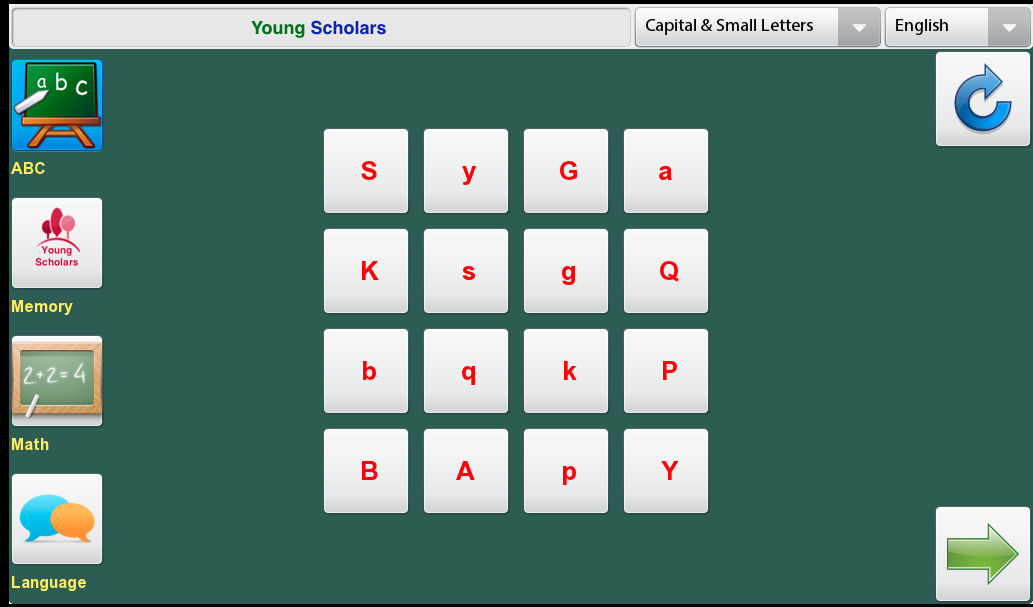 Young Scholars
Capital & Small Letters
English
a b c
ABC
Young
Scholars
Memory
2+2=4
Math
Language
S y G a
K s g Q
b q k P
B A p Y